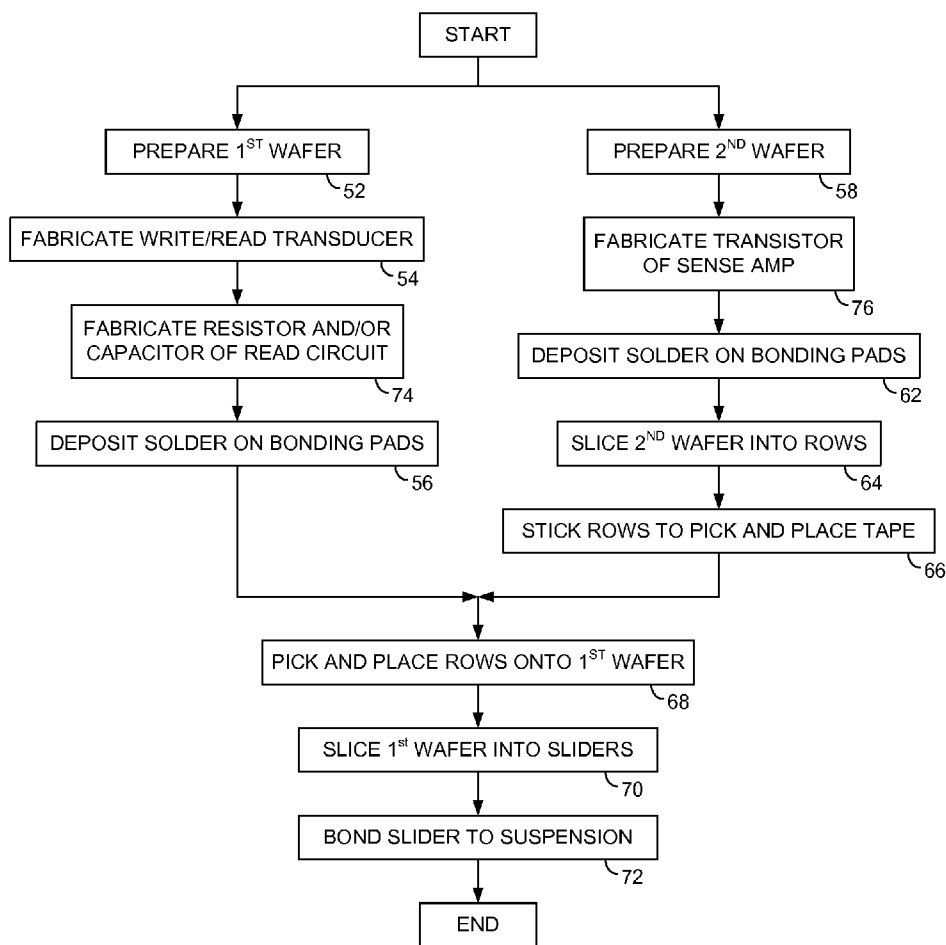 START
PREPARE 1ST WAFER
52
FABRICATE WRITE/READ TRANSDUCER
54
FABRICATE RESISTOR AND/OR
CAPACITOR OF READ CIRCUIT
74
DEPOSIT SOLDER ON BONDING PADS
56
PREPARE 2ND WAFER
58
FABRICATE TRANSISTOR
OF SENSE AMP
76
DEPOSIT SOLDER ON BONDING PADS
62
SLICE 2ND WAFER INTO ROWS
64
STICK ROWS TO PICK AND PLACE TAPE
66
PICK AND PLACE ROWS ONTO 1ST WAFER
68
SLICE 1st WAFER INTO SLIDERS
70
BOND SLIDER TO SUSPENSION
72
END